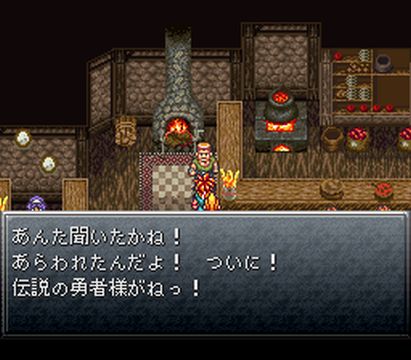 あんた聞いたかね！
あらわれたんだよ！　ついに！
伝説の勇者様がねっ！